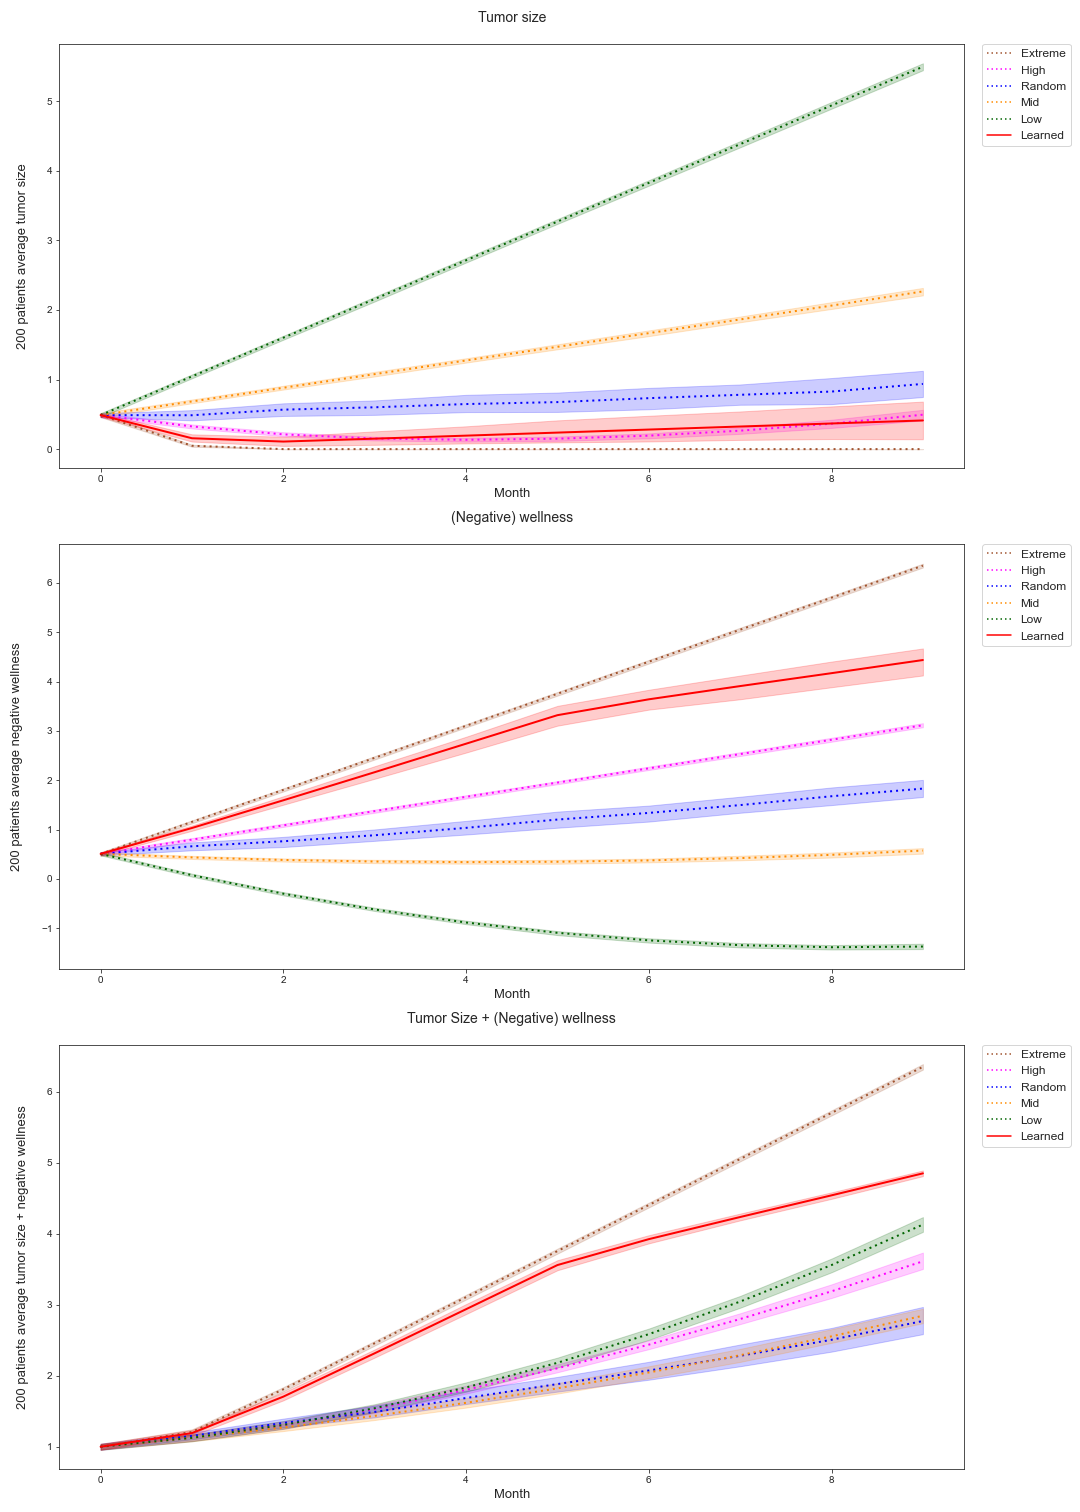 Tumor size
200 patients average tumor size
5
4
3
2
1
0
0 2 4 6 8
Month
Extreme
High
Random
Mid
Low
Learned
(Negative) wellness
200 patients average negative wellness
6
5
4
3
2
1
0
−1
0 2 4 6 8
Month
Extreme
High
Random
Mid
Low
Learned
Tumor Size + (Negative) wellness
200 patients average tumor size + negative wellness
6
5
4
3
2
1
0 2 4 6 8
Month
Extreme
High
Random
Mid
Low
Learned